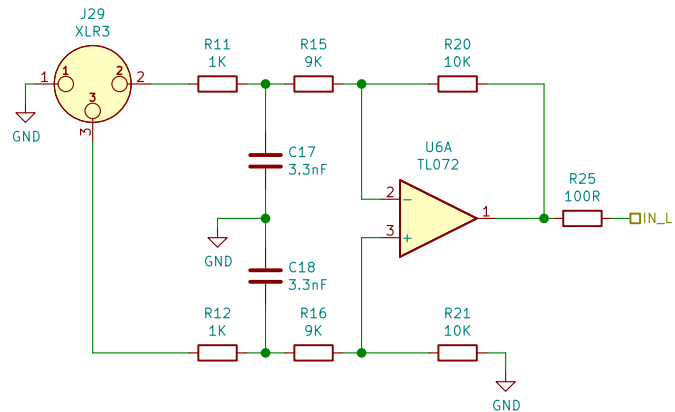 J29
XLR3
1
1
2
2
3
3
GND
R11
1K
R15
9K
R20
10K
C17
3.3nF
U6A
TL072
2
−
3
+
1
R25
100R
IN_L
GND
C18
3.3nF
R12
1K
R16
9K
R21
10K
GND